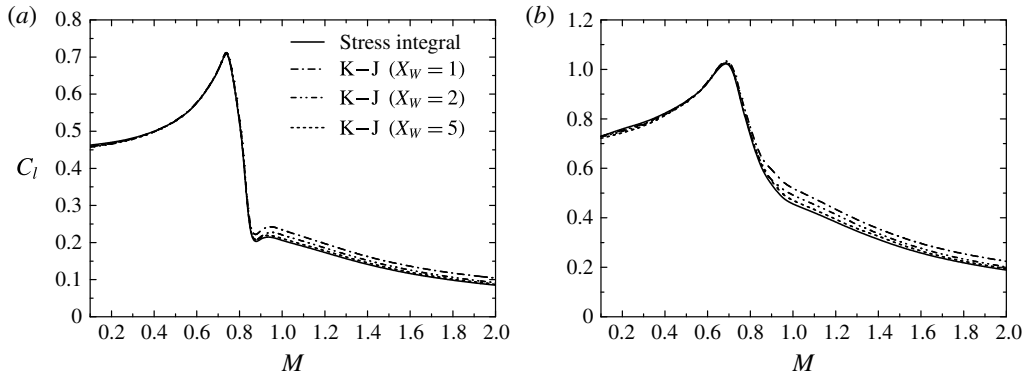 (a)
0.8
0.7
0.6
0.5
0.4
0.3
0.2
0.1
0
C_l
Stress integral
K−J (X_W = 1)
K−J (X_W = 2)
K−J (X_W = 5)
0.2 0.4 0.6 0.8 1.0 1.2 1.4 1.6 1.8 2.0
M
(b)
1.2
1.0
0.8
0.6
0.4
0.2
0
0.2 0.4 0.6 0.8 1.0 1.2 1.4 1.6 1.8 2.0
M